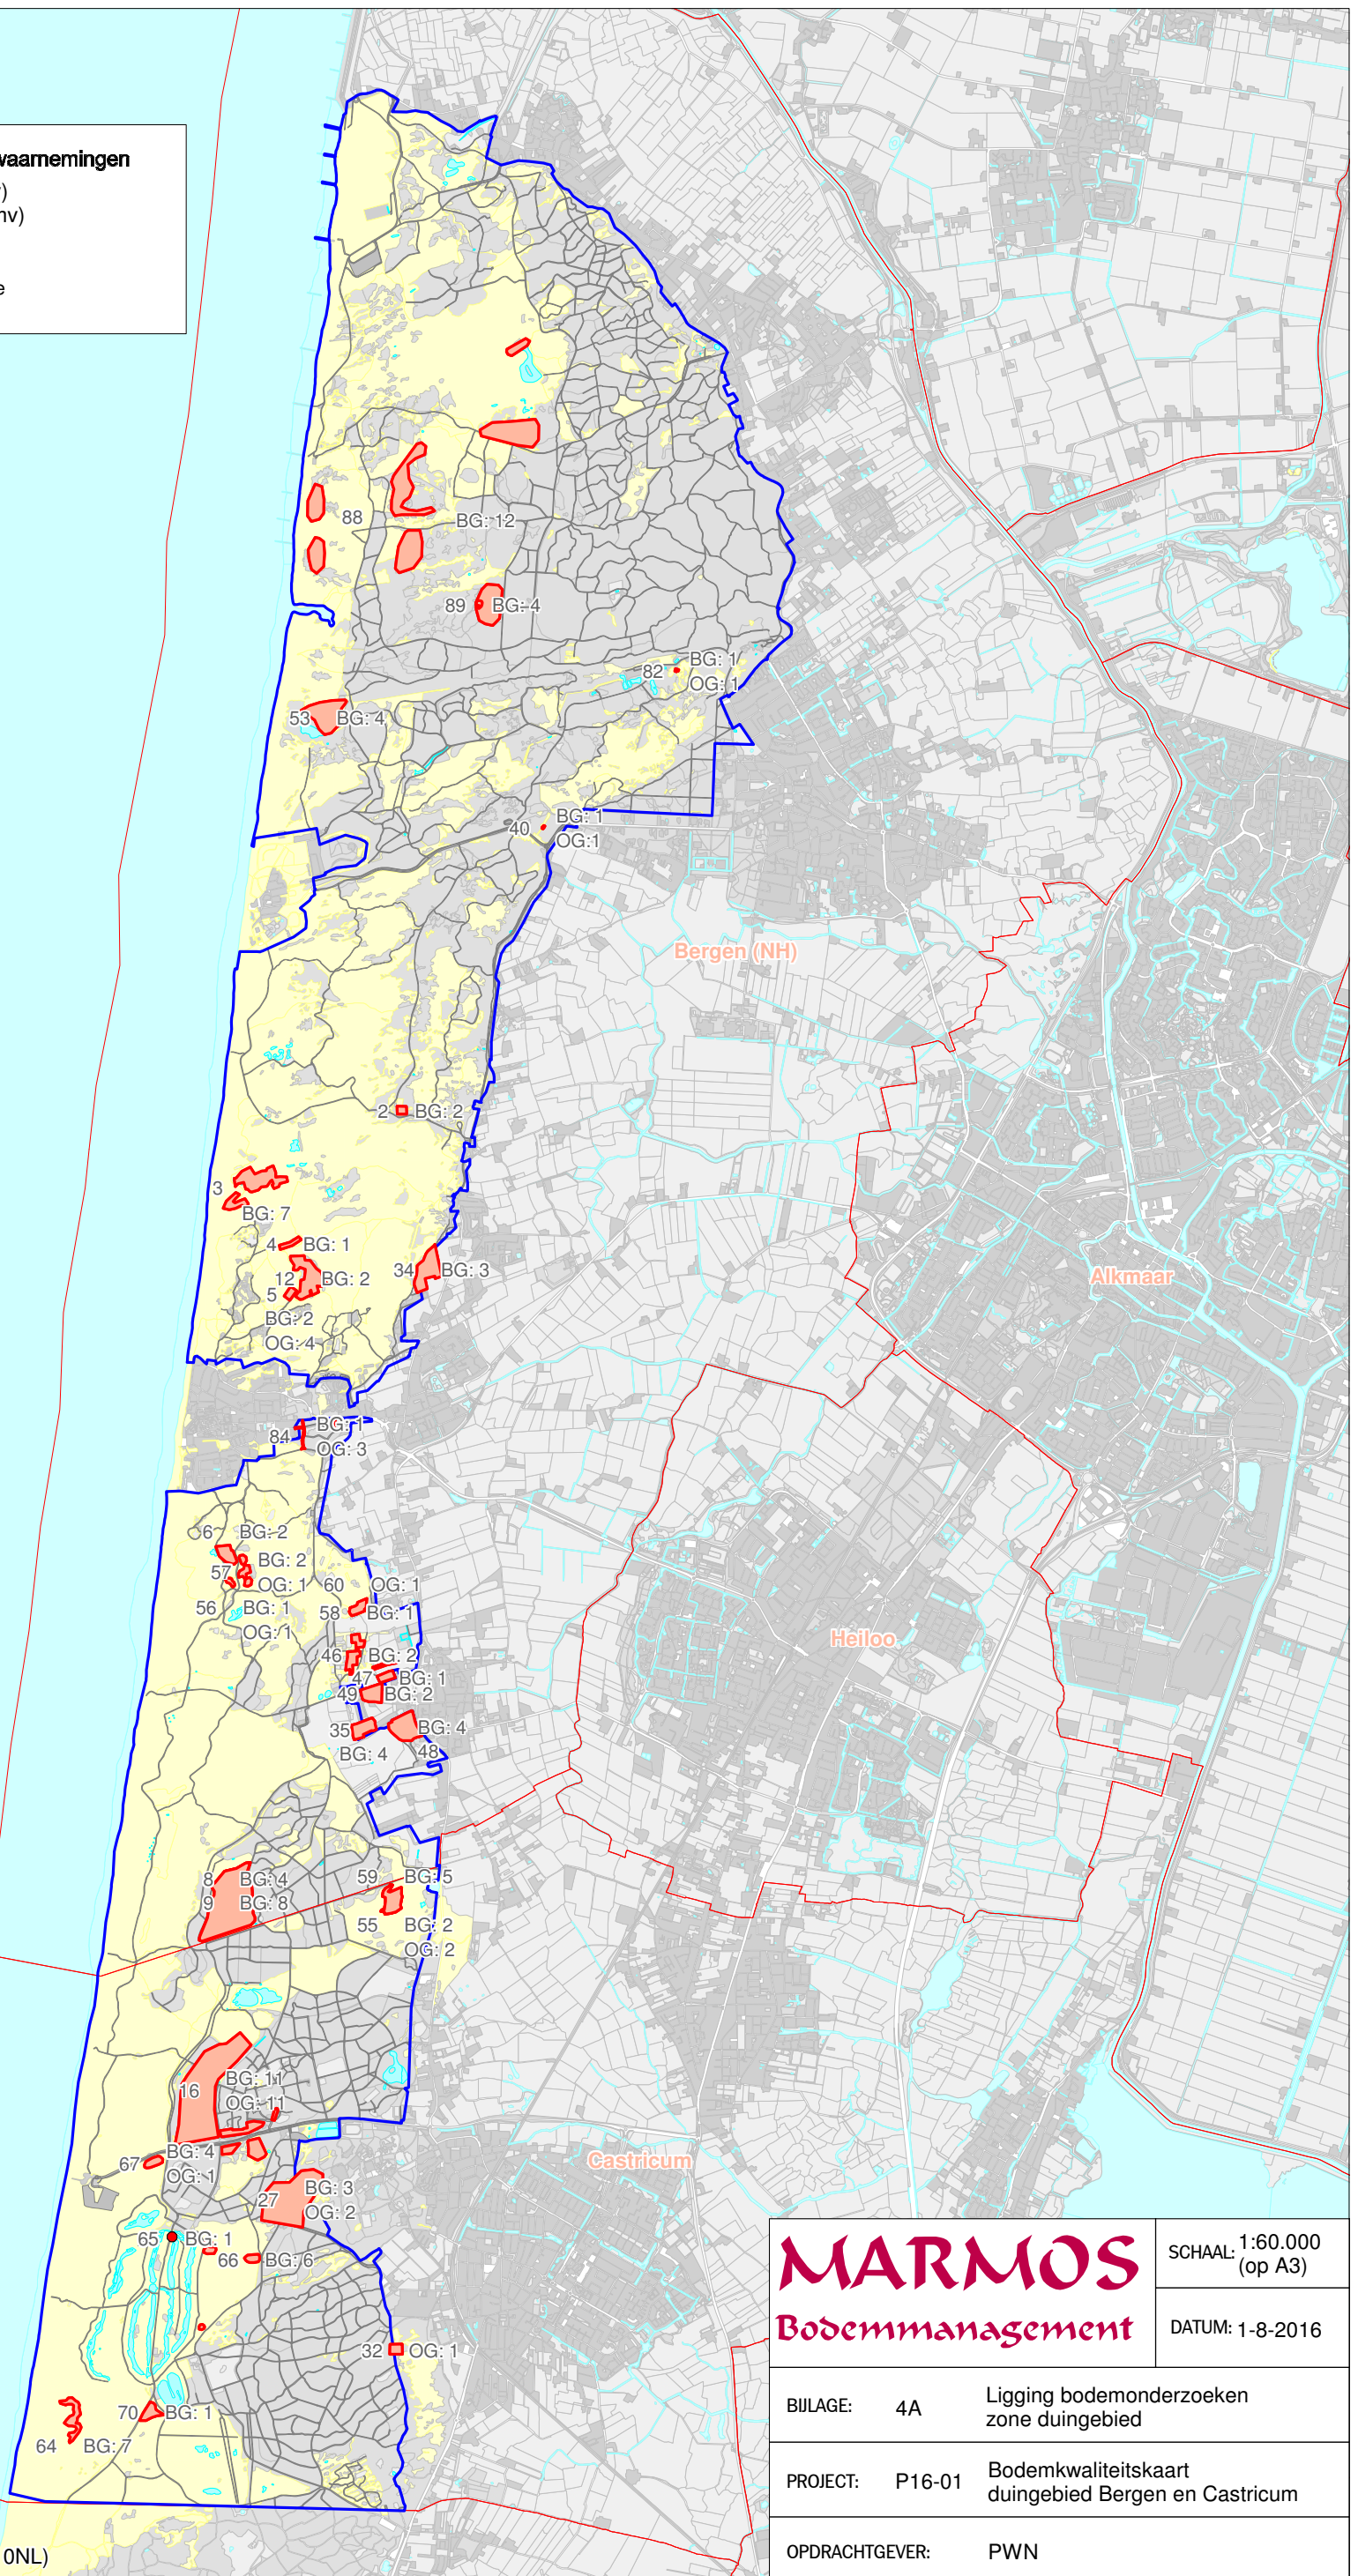 )
nv)
e
88
BG: 12
89
BG: 4
82
BG: 1
OG: 1
53
BG: 4
40
BG: 1
OG:1
Bergen (NH)
2
BG: 2
3
BG: 7
4
BG: 1
12
BG: 2
5
BG: 2
OG: 4
34
BG: 3
Alkmaar
84
BG: 1
OG: 3
6
BG: 2
57
BG: 2
OG: 1
60
OG: 1
56
BG: 1
OG: 1
58
BG: 1
Heiloo
46
BG: 2
47
BG: 1
49
BG: 2
35
BG: 4
BG: 4
48
8
BG: 4
9
BG: 8
59
BG: 5
55
BG: 2
OG: 2
16
BG: 11
OG: 11
67
BG: 4
OG: 1
Castricum
27
BG: 3
OG: 2
65
BG: 1
66
BG: 6
32
OG: 1
70
BG: 1
64
BG: 7
0NL)
MARMOS
Bodemmanagement
SCHAAL: 1:60.000
(op A3)
DATUM: 1-8-2016
BIJLAGE: 4A Ligging bodemonderzoeken
zone duingebied
PROJECT: P16-01 Bodemkwaliteitskaart
duingebied Bergen en Castricum
OPDRACHTGEVER: PWN